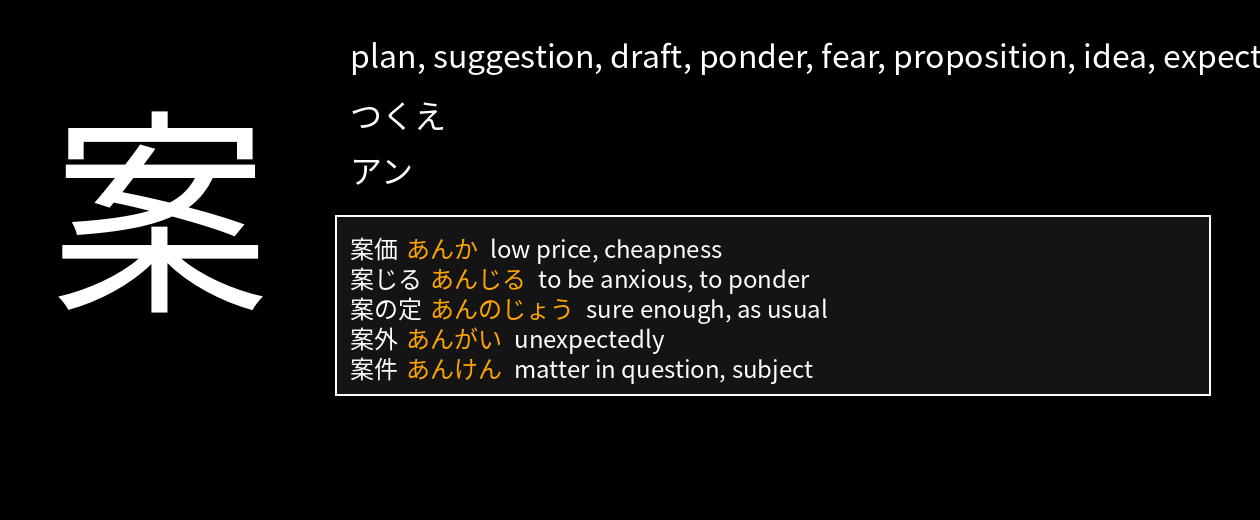 案
plan, suggestion, draft, ponder, fear, proposition, idea, expect
つくえ
アン
案価 あんか low price, cheapness
案じる あんじる to be anxious, to ponder
案の定 あんのじょう sure enough, as usual
案外 あんがい unexpectedly
案件 あんけん matter in question, subject